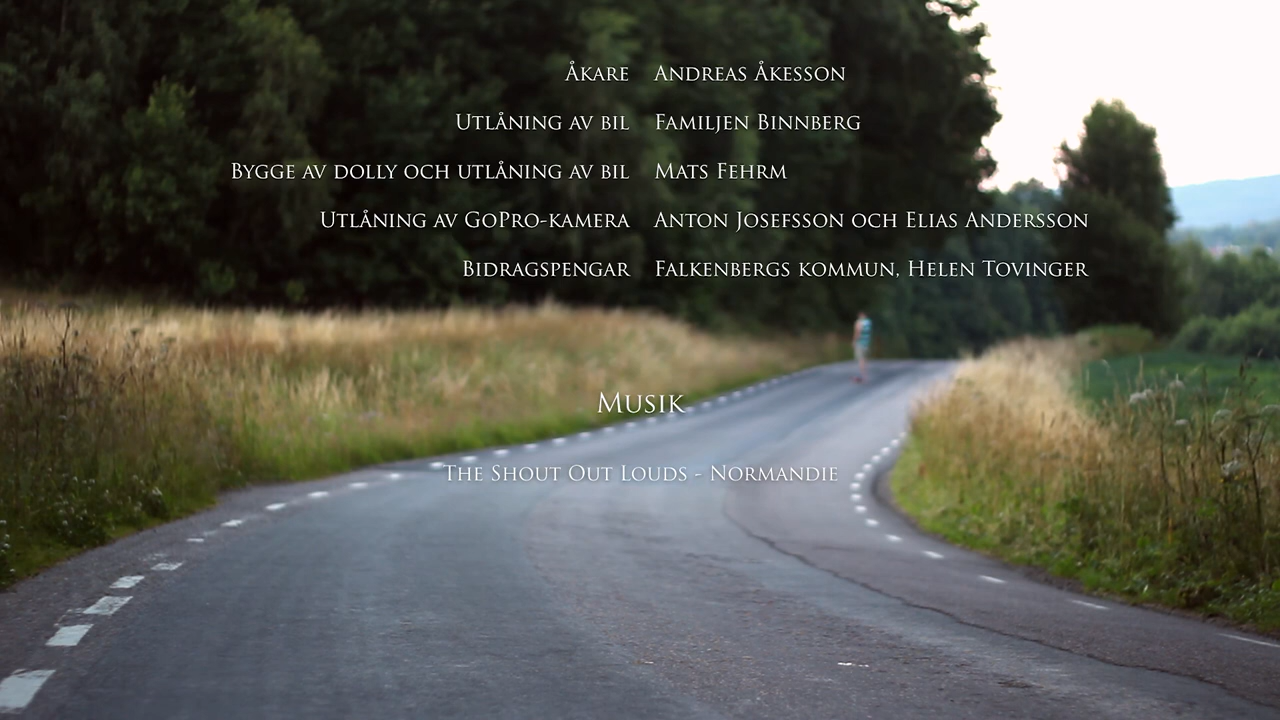 Åkare Andreas Åkesson
Utlåning av bil Familjen Binnberg
Bygge av dolly och utlåning av bil Mats Fehrm
Utlåning av GoPro-kamera Anton Josefsson och Elias Andersson
Bidragspengar Falkenbergs kommun, Helen Tovinger
Musik
The Shout Out Louds - Normandie